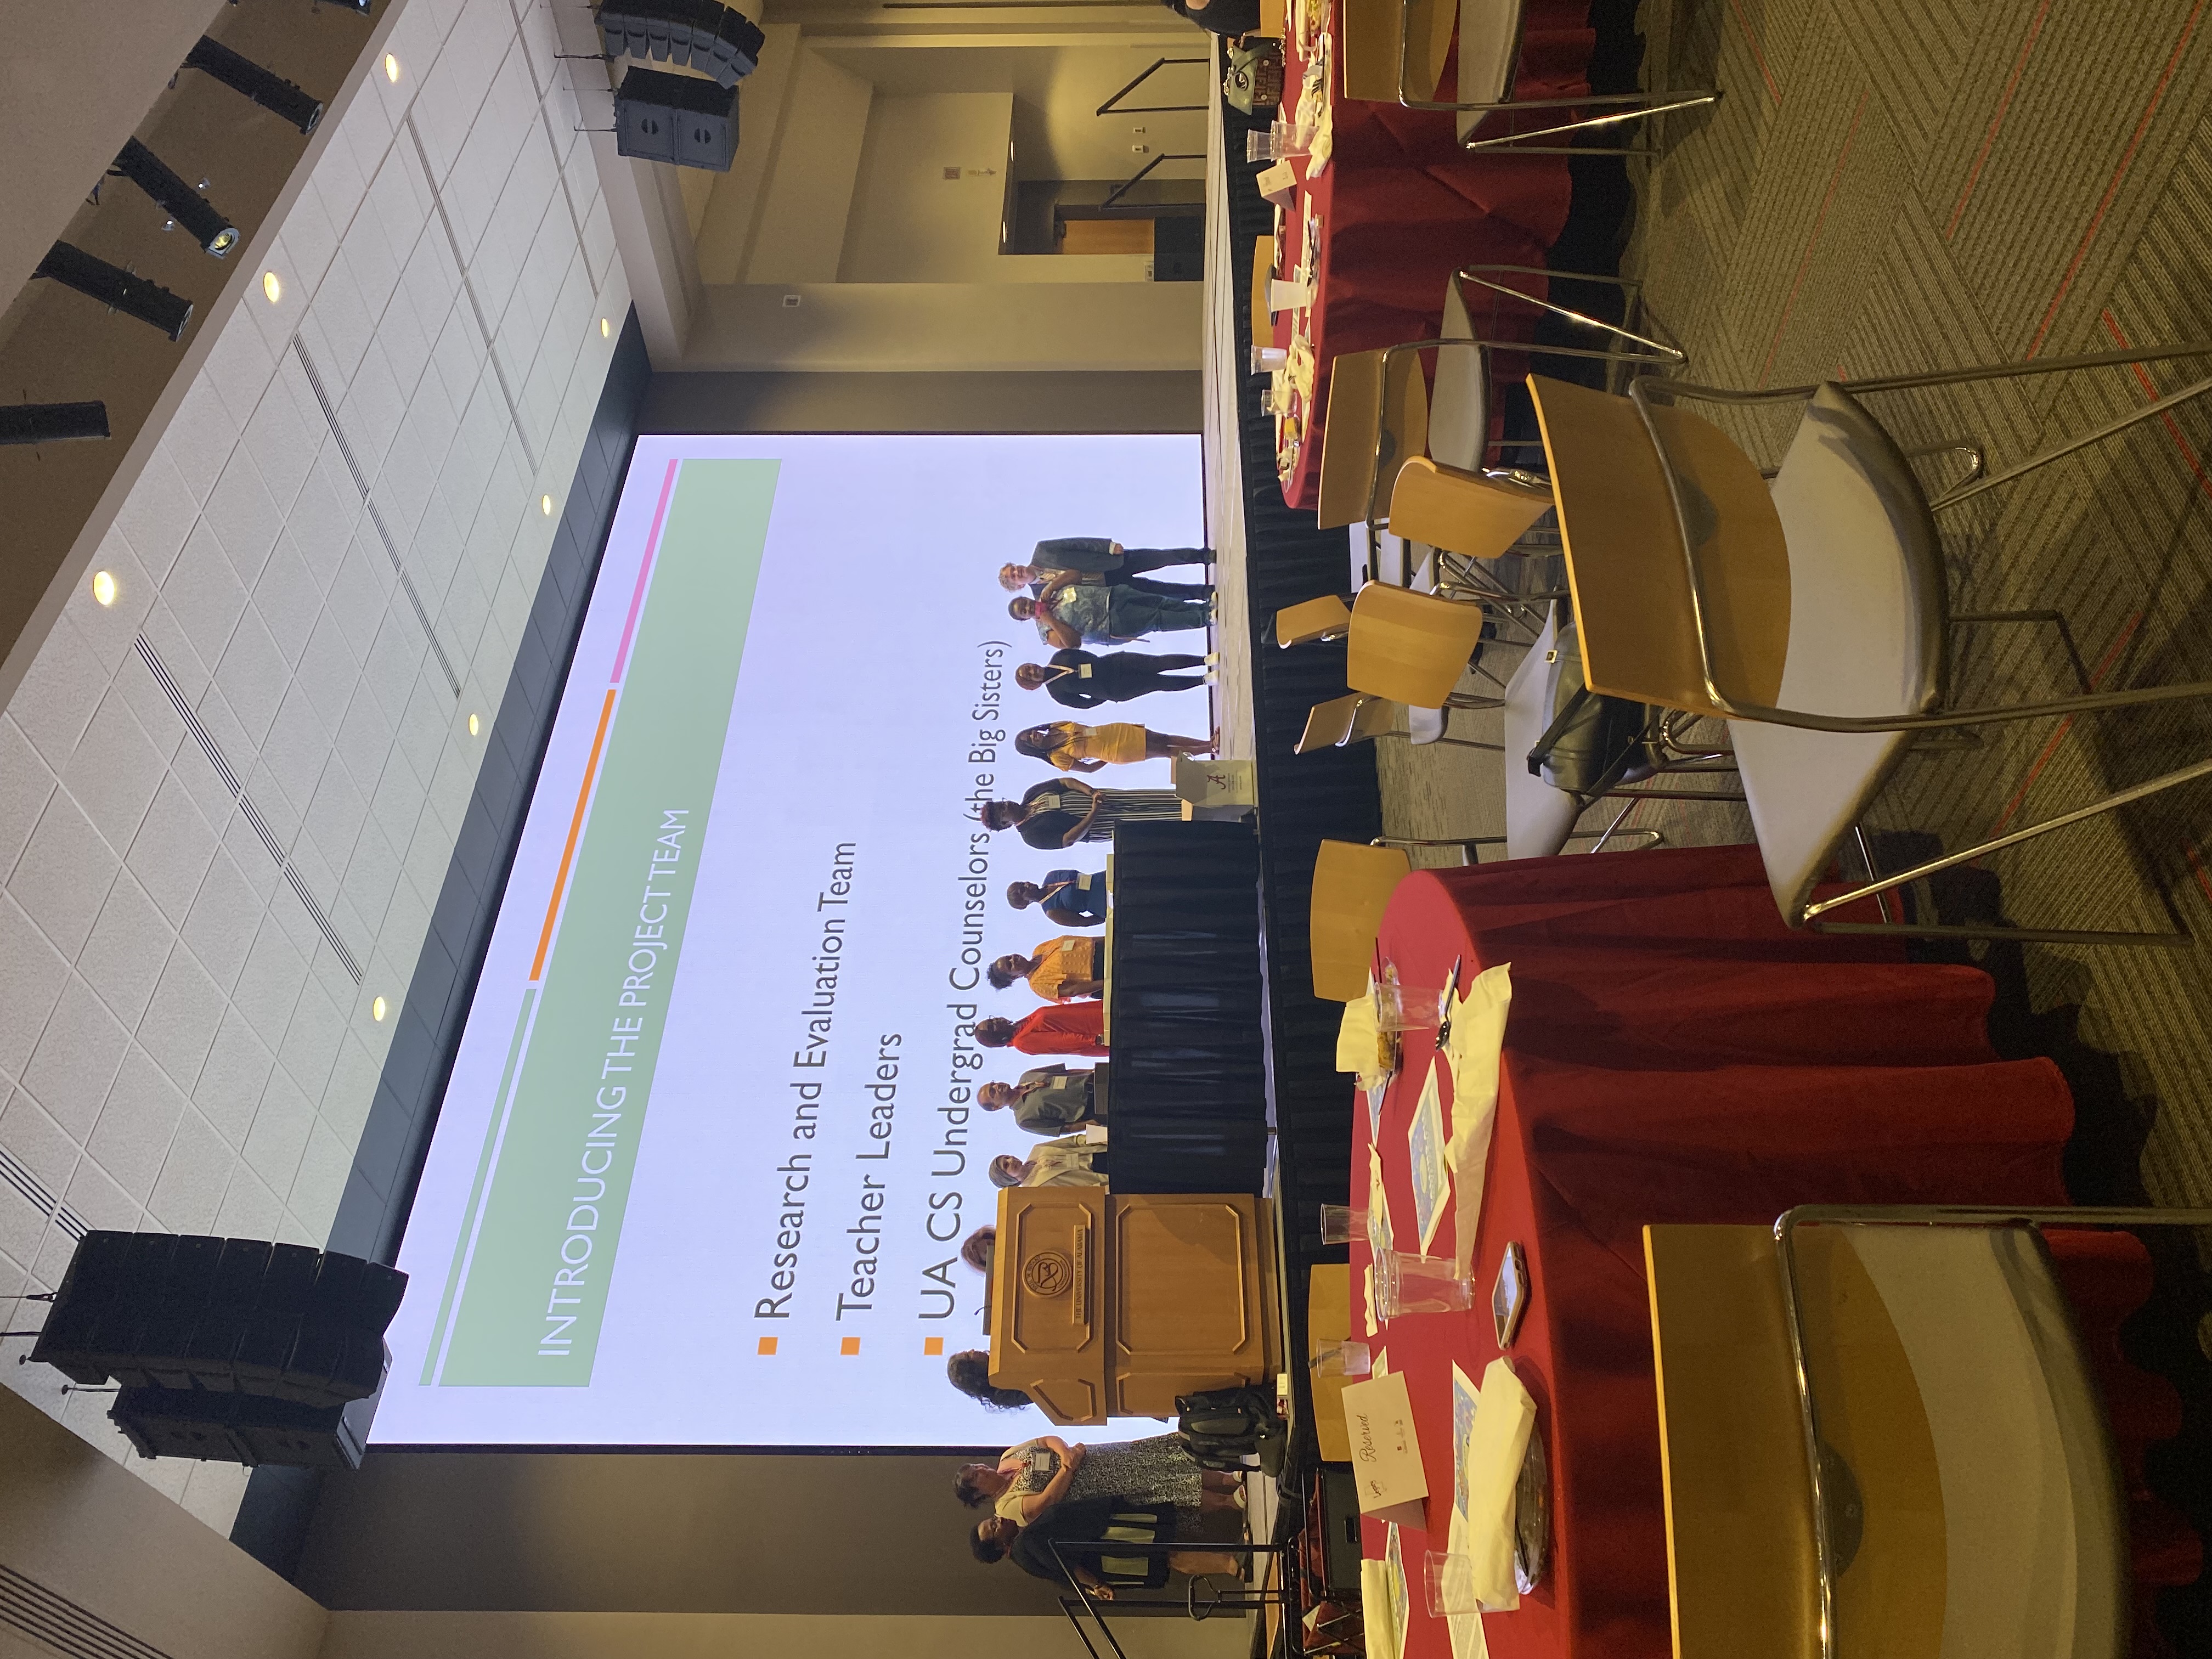 INTRODUCING THE PROJECT TEAM
Research and Evaluation Team
Teacher Leaders
UA CS Undergrad Counselors (the Big Sisters)
THE UNIVERSITY OF ALABAMA
A
Reserved
Legacy